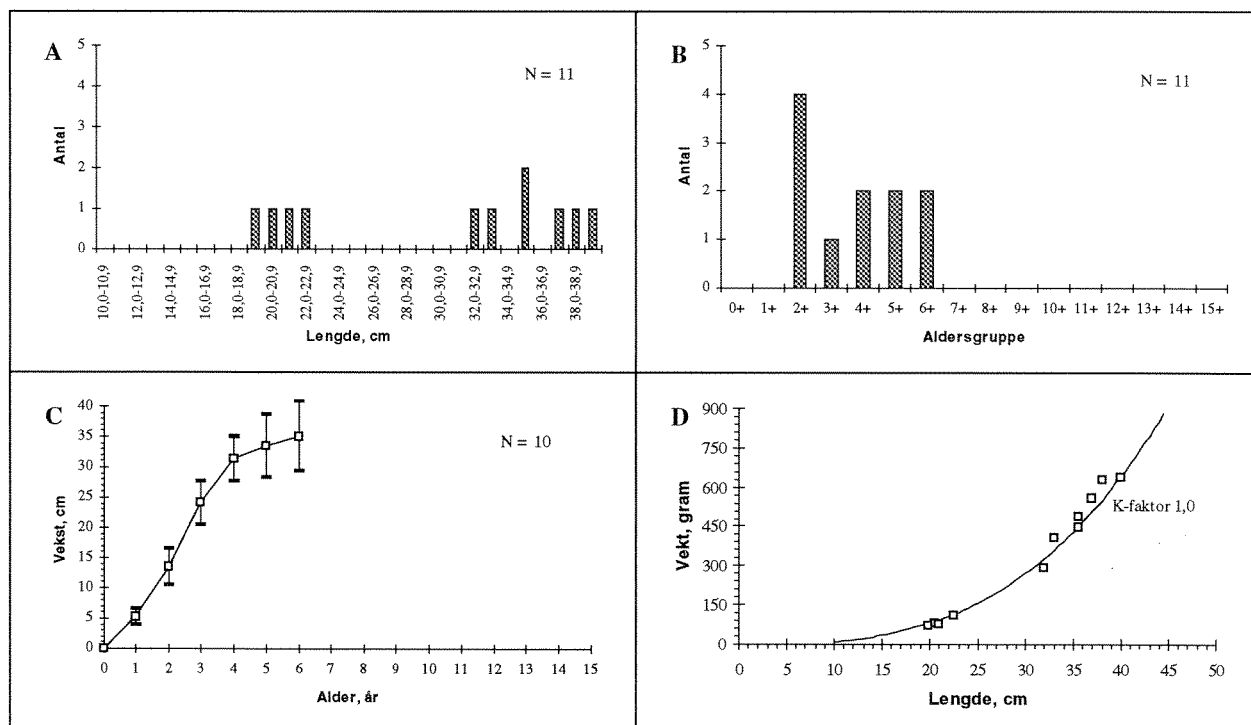 A
N = 11
Antal
5
4
3
2
1
0
10,0-10,9
12,0-12,9
14,0-14,9
16,0-16,9
18,0-18,9
20,0-20,9
22,0-22,9
24,0-24,9
26,0-26,9
28,0-28,9
30,0-30,9
32,0-32,9
34,0-34,9
36,0-36,9
38,0-38,9
Lengde, cm
B
N = 11
Antal
5
4
3
2
1
0
0+ 1+ 2+ 3+ 4+ 5+ 6+ 7+ 8+ 9+ 10+ 11+ 12+ 13+ 14+ 15+
Aldersgruppe
C
N = 10
Vekst, cm
40
35
30
25
20
15
10
5
0
0 1 2 3 4 5 6 7 8 9 10 11 12 13 14 15
Alder, år
D
Vekt, gram
900
750
600
450
300
150
0
K-faktor 1,0
0 5 10 15 20 25 30 35 40 45 50
Lengde, cm